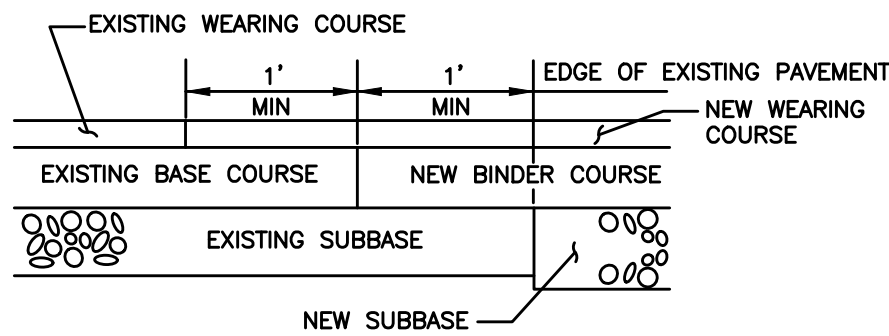 EXISTING WEARING COURSE
1'
MIN
1'
MIN
EDGE OF EXISTING PAVEMENT
NEW WEARING
COURSE
EXISTING BASE COURSE
NEW BINDER COURSE
EXISTING SUBBASE
NEW SUBBASE